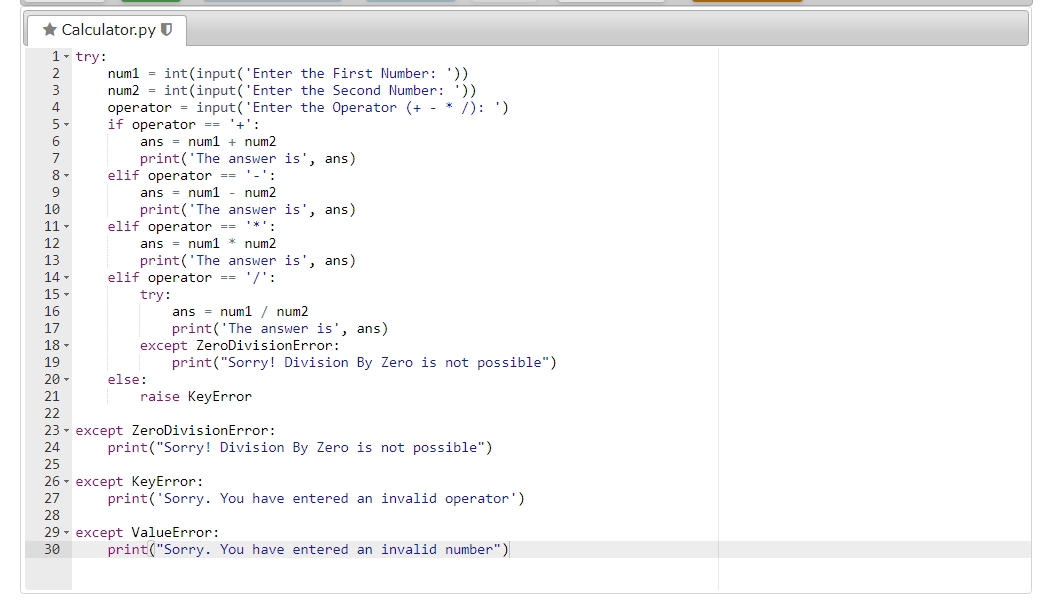 Calculator.py
1 try:
2     num1 = int(input('Enter the First Number: '))
3     num2 = int(input('Enter the Second Number: '))
4     operator = input('Enter the Operator (+ - * /): ')
5     if operator == '+':
6         ans = num1 + num2
7         print('The answer is', ans)
8     elif operator == '-':
9         ans = num1 - num2
10         print('The answer is', ans)
11     elif operator == '*':
12         ans = num1 * num2
13         print('The answer is', ans)
14     elif operator == '/':
15         try:
16             ans = num1 / num2
17             print('The answer is', ans)
18         except ZeroDivisionError:
19             print("Sorry! Division By Zero is not possible")
20     else:
21         raise KeyError
22
23 except ZeroDivisionError:
24     print("Sorry! Division By Zero is not possible")
25
26 except KeyError:
27     print('Sorry. You have entered an invalid operator')
28
29 except ValueError:
30     print("Sorry. You have entered an invalid number")